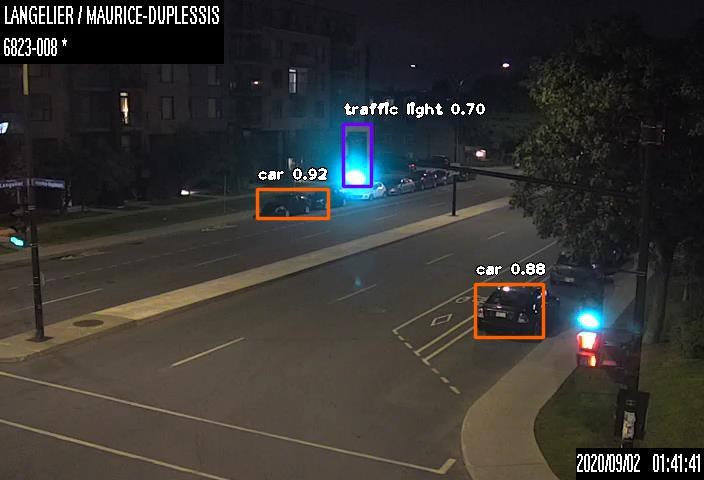 LANGELIER / MAURICE-DUPLESSIS
6823-008 *
traffic light 0.70
car 0.92
car 0.88
2020/09/02 01:41:41